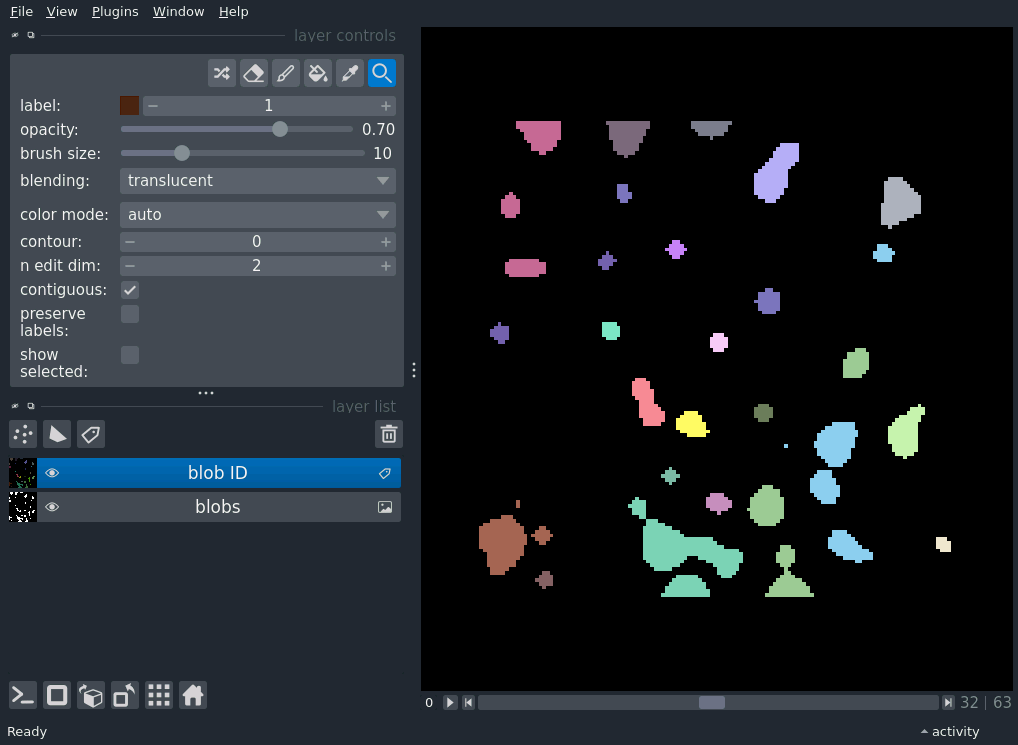 File View Plugins Window Help
layer controls
label: 1
opacity: 0.70
brush size: 10
blending: translucent
color mode: auto
contour: 0
n edit dim: 2
contiguous:
preserve
labels:
show
selected:
layer list
blob ID
blobs
0 32 | 63
Ready activity